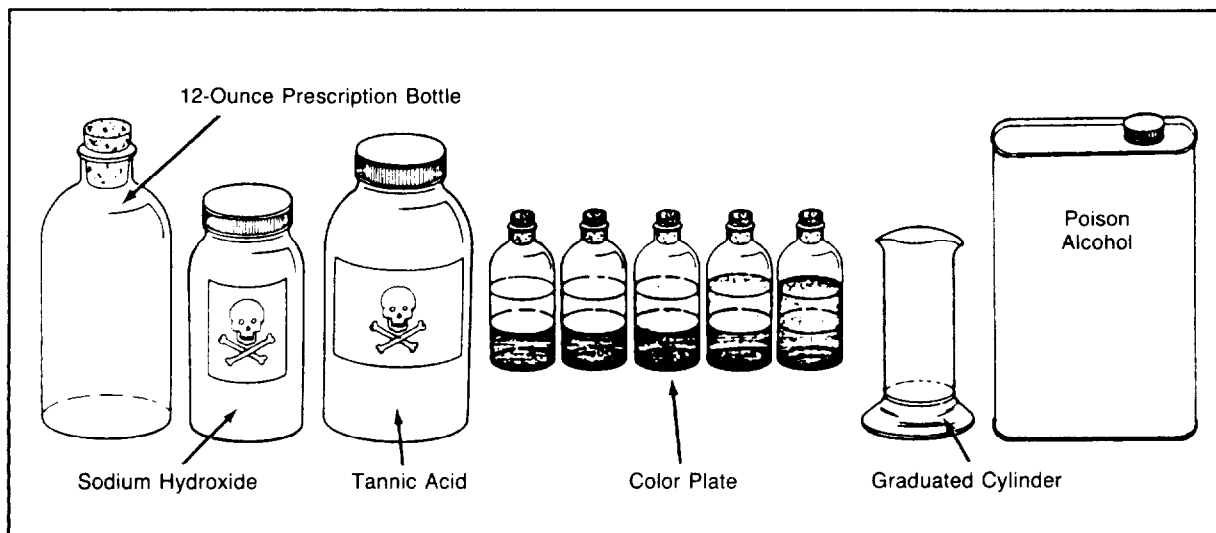 12-Ounce Prescription Bottle
Poison
Alcohol
Sodium Hydroxide
Tannic Acid
Color Plate
Graduated Cylinder